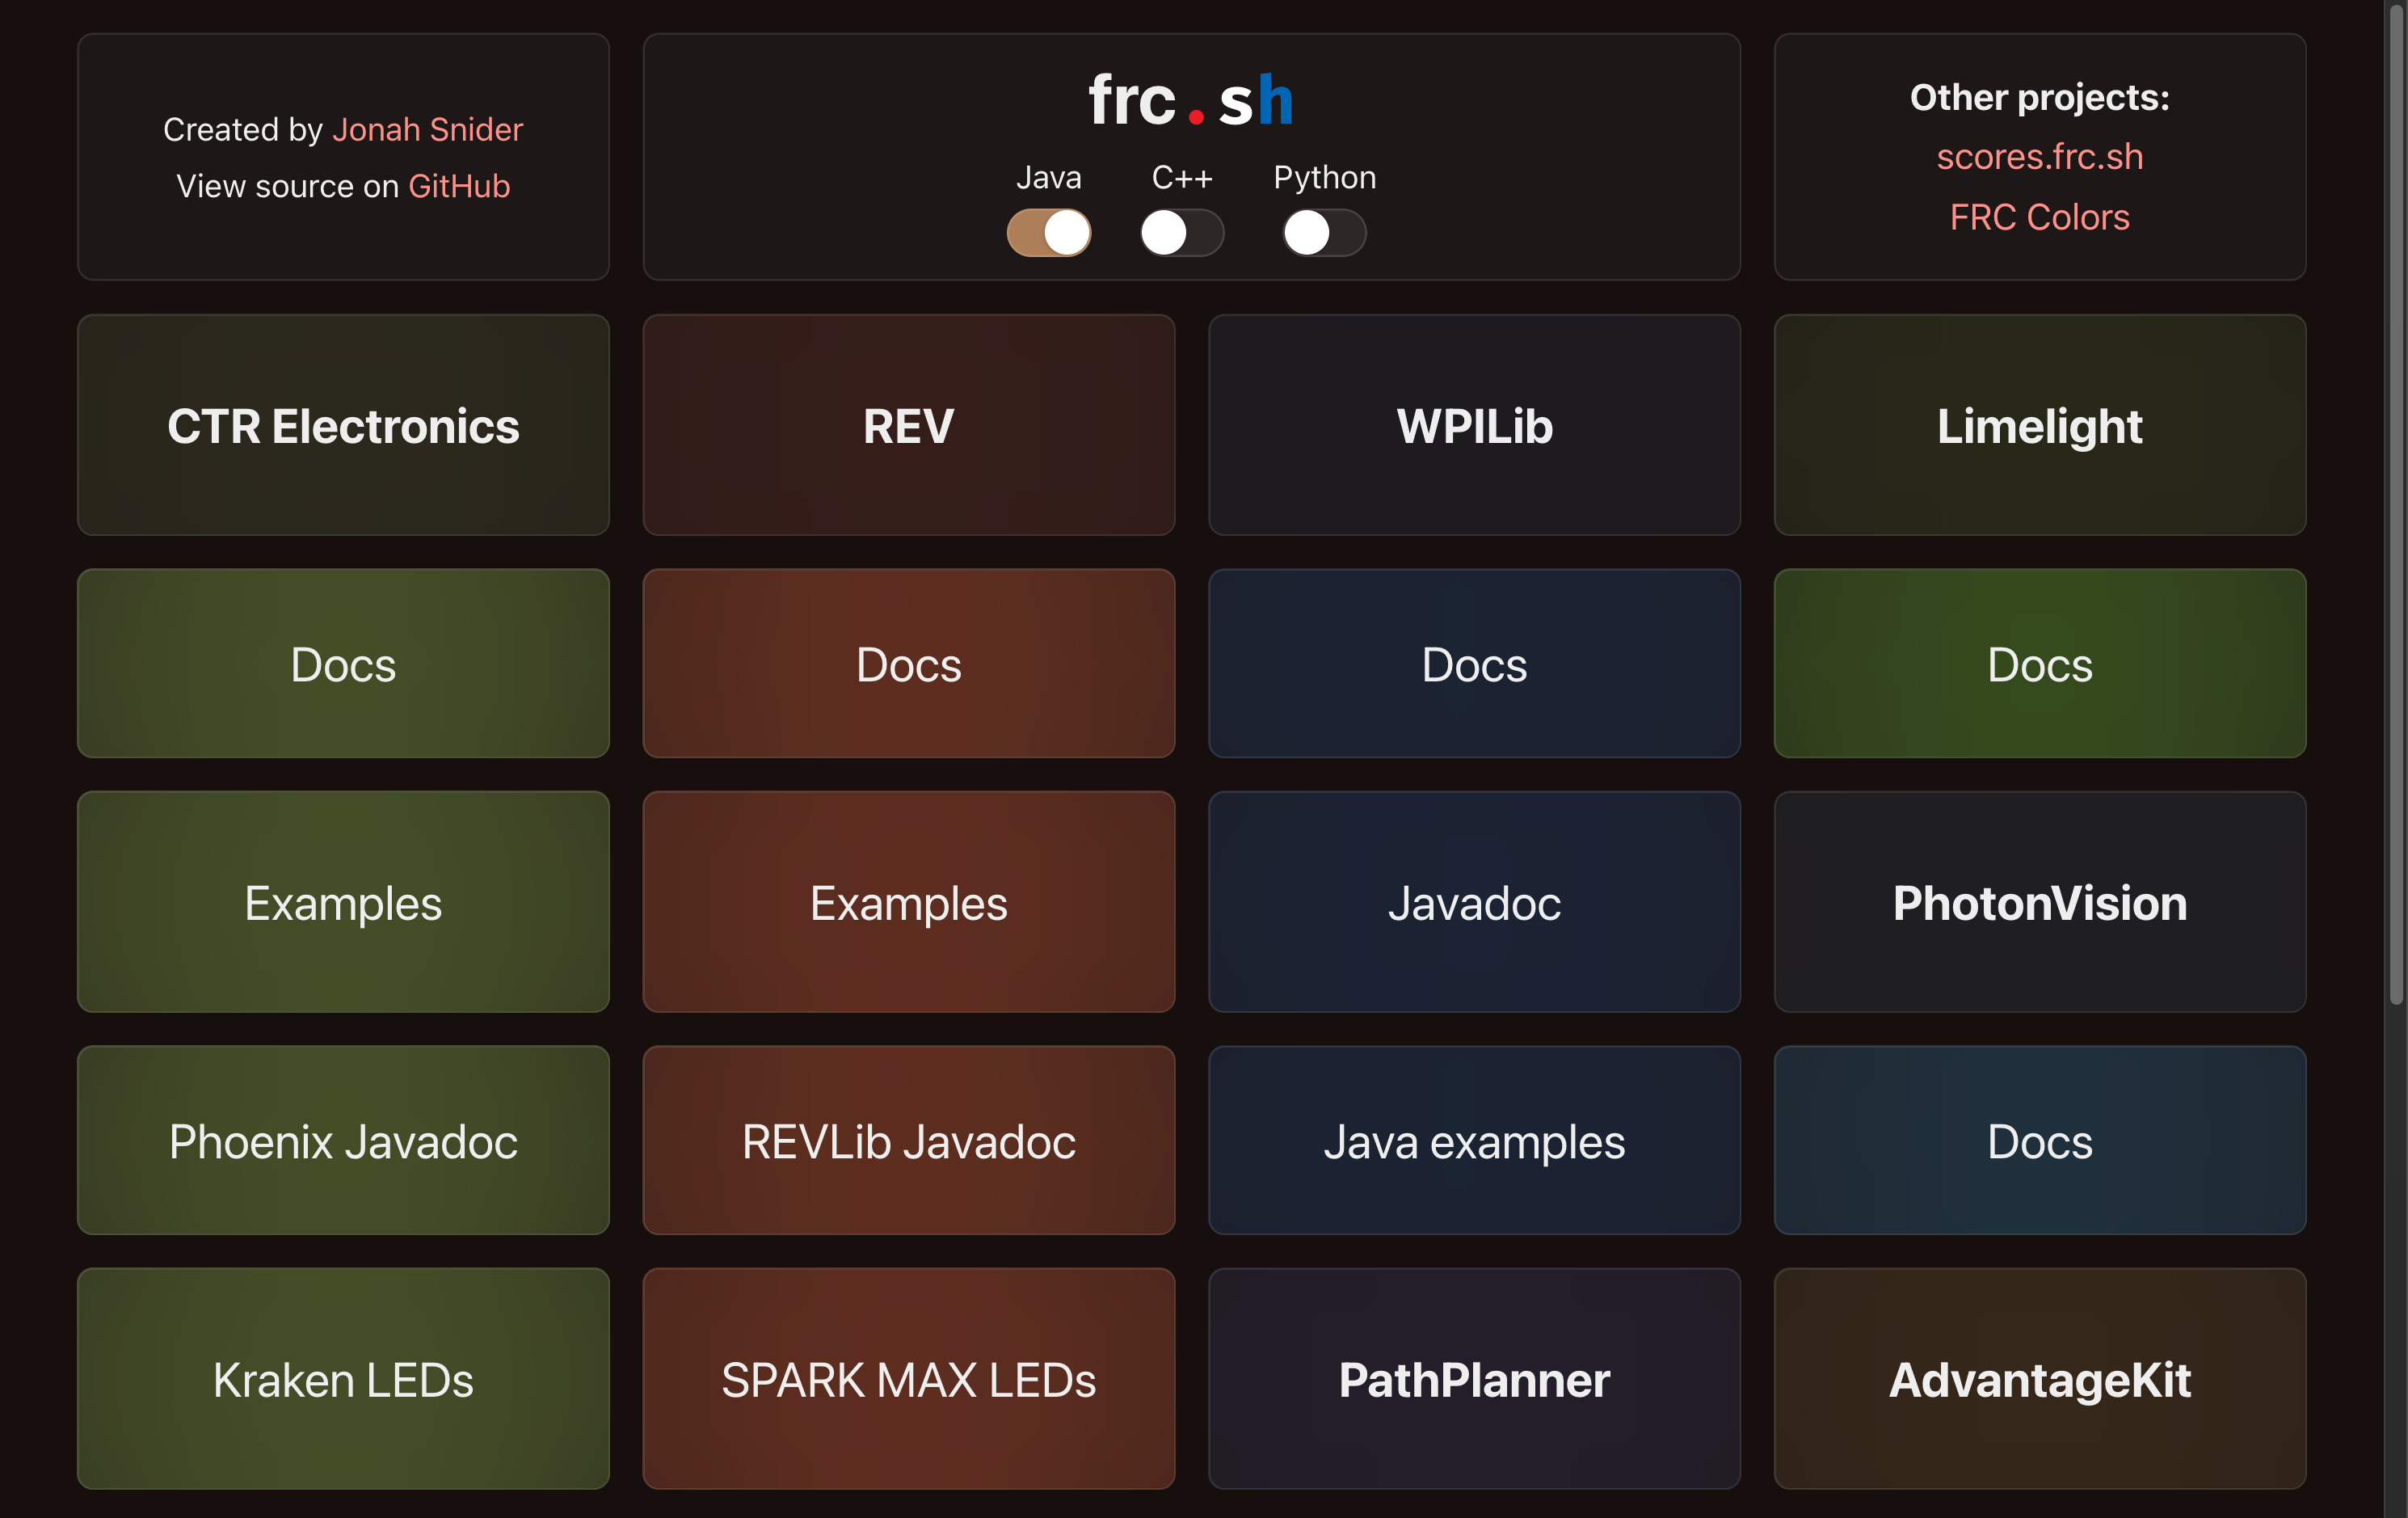 Created by Jonah Snider
View source on GitHub
frc.sh
Java C++ Python
Other projects:
scores.frc.sh
FRC Colors
CTR Electronics
REV
WPILib
Limelight
Docs
Docs
Docs
Docs
Examples
Examples
Javadoc
PhotonVision
Phoenix Javadoc
REVLib Javadoc
Java examples
Docs
Kraken LEDs
SPARK MAX LEDs
PathPlanner
AdvantageKit